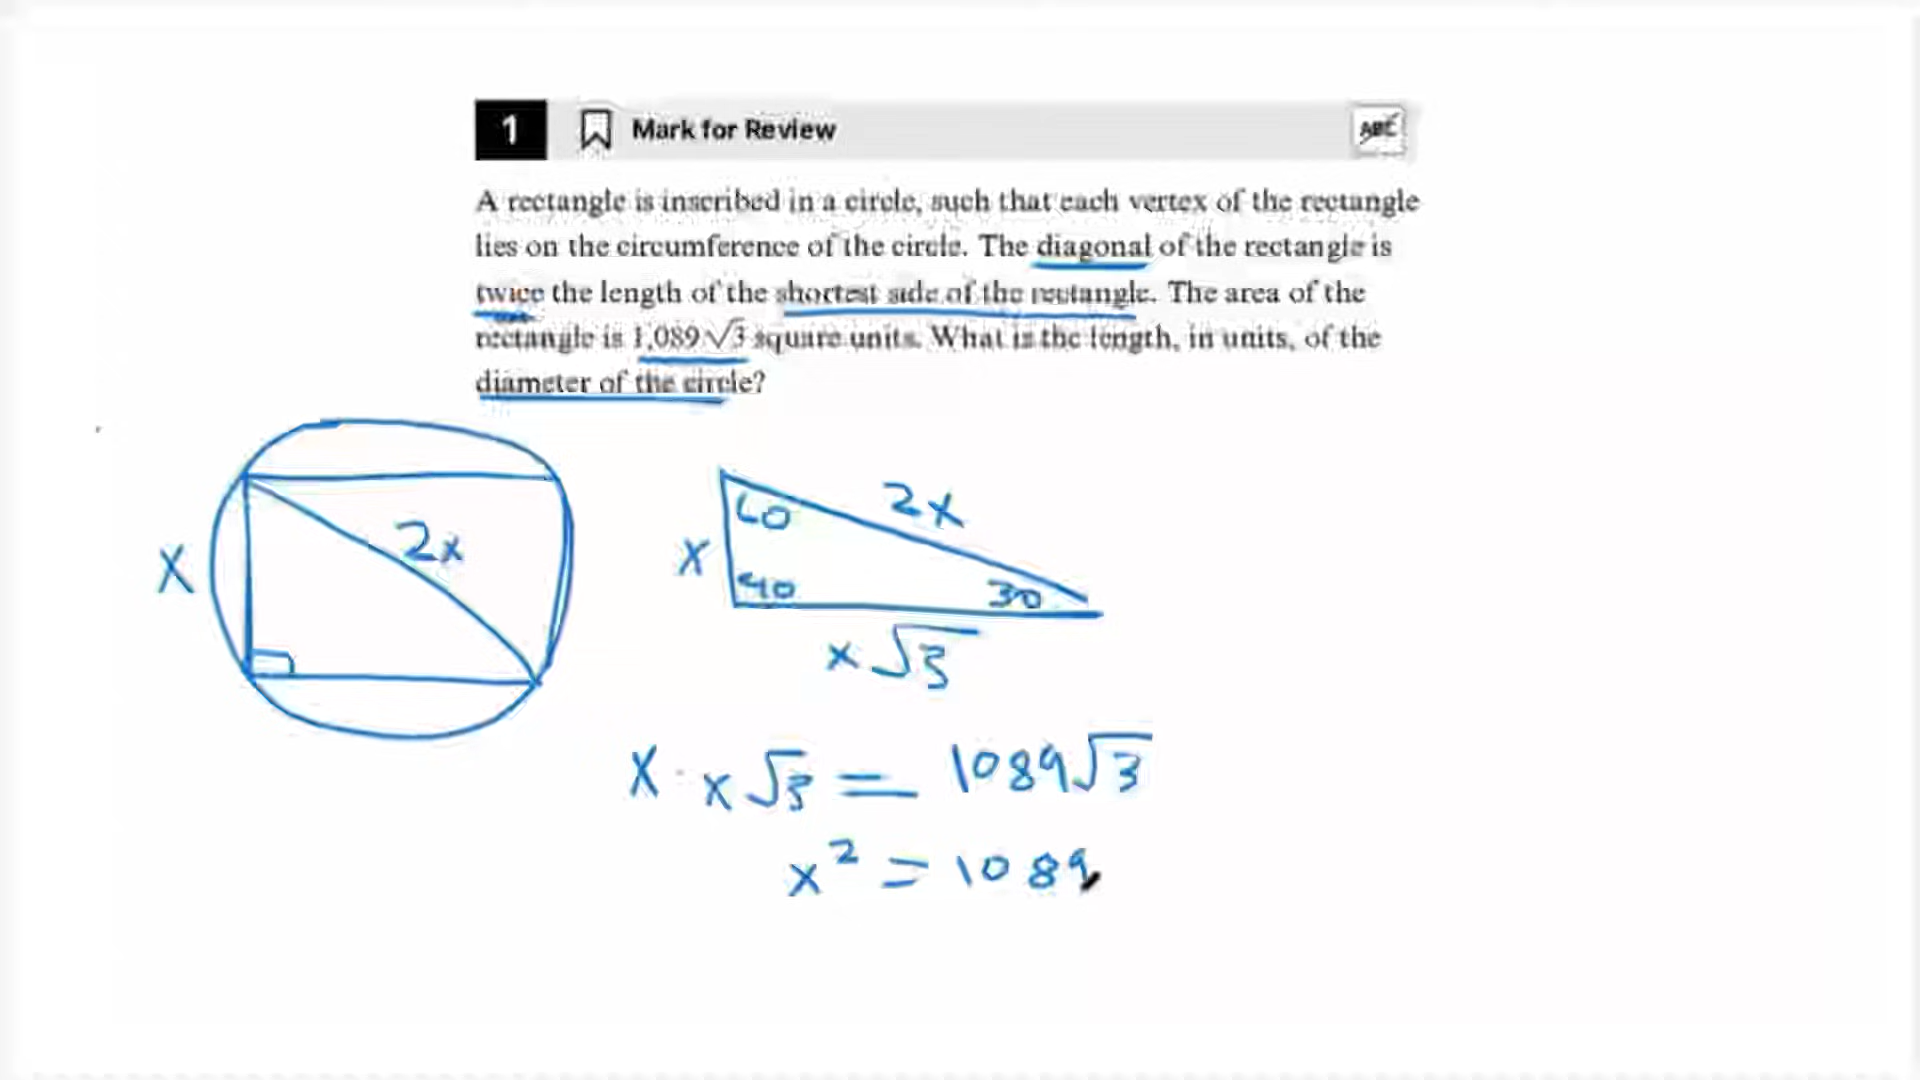 1 Mark for Review ABC
A rectangle is inscribed in a circle, such that each vertex of the rectangle
lies on the circumference of the circle. The diagonal of the rectangle is
twice the length of the shortest side of the rectangle. The area of the
rectangle is 1,089√3 square units. What is the length, in units, of the
diameter of the circle?
x
2x
60
2x
x
90
30
x√3
x · x√3 = 1089√3
x² = 1089